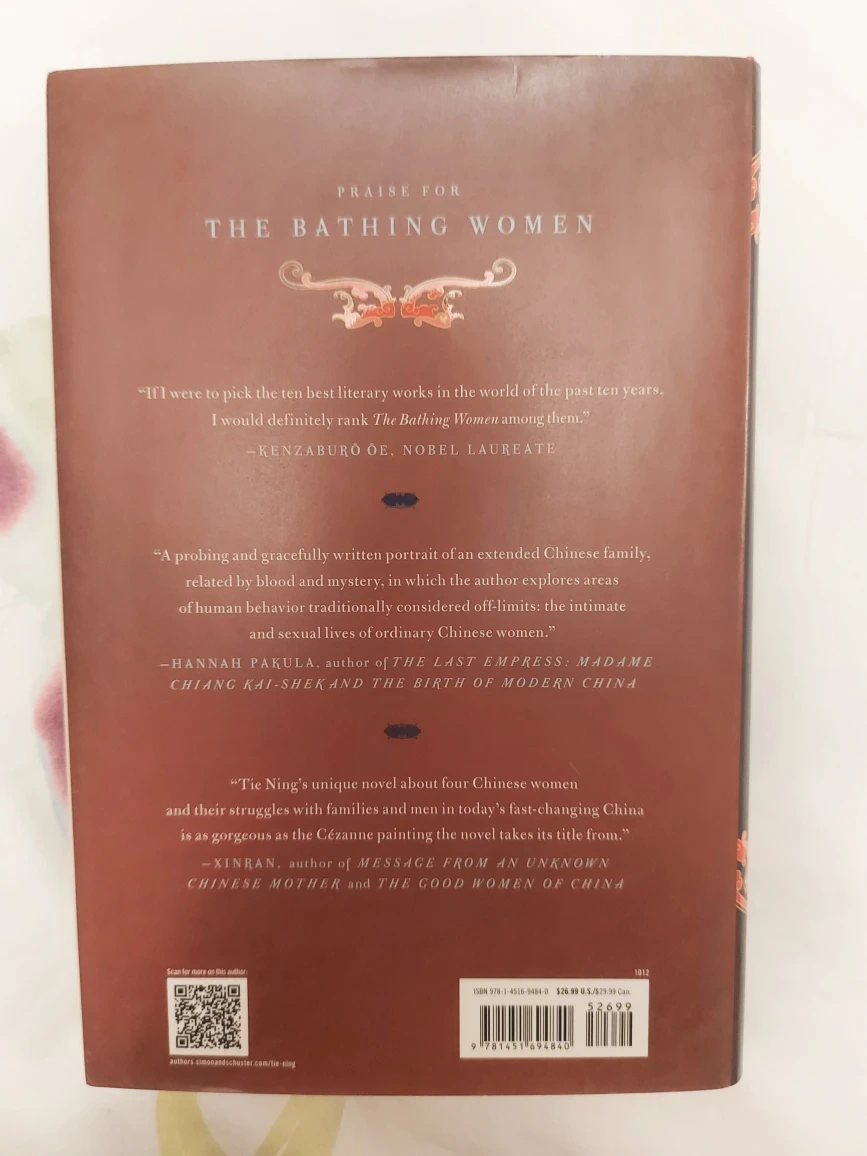 PRAISE FOR
THE BATHING WOMEN
“If I were to pick the ten best literary works in the world of the past ten years,
I would definitely rank The Bathing Women among them.”
—KENZABURŌ ŌE, NOBEL LAUREATE
“A probing and gracefully written portrait of an extended Chinese family,
related by blood and mystery, in which the author explores areas
of human behavior traditionally considered off-limits: the intimate
and sexual lives of ordinary Chinese women.”
—HANNAH PAKULA, author of THE LAST EMPRESS: MADAME
CHIANG KAI-SHEK AND THE BIRTH OF MODERN CHINA
“Tie Ning’s unique novel about four Chinese women
and their struggles with families and men in today’s fast-changing China
is as gorgeous as the Cézanne painting the novel takes its title from.”
—XINRAN, author of MESSAGE FROM AN UNKNOWN
CHINESE MOTHER and THE GOOD WOMEN OF CHINA
Scan for more on this author:
authors.simonandschuster.com/tie-ning
1012
ISBN 978-1-4516-9484-0 $26.99 U.S./$29.99 Can.
52699
9 781451 694840